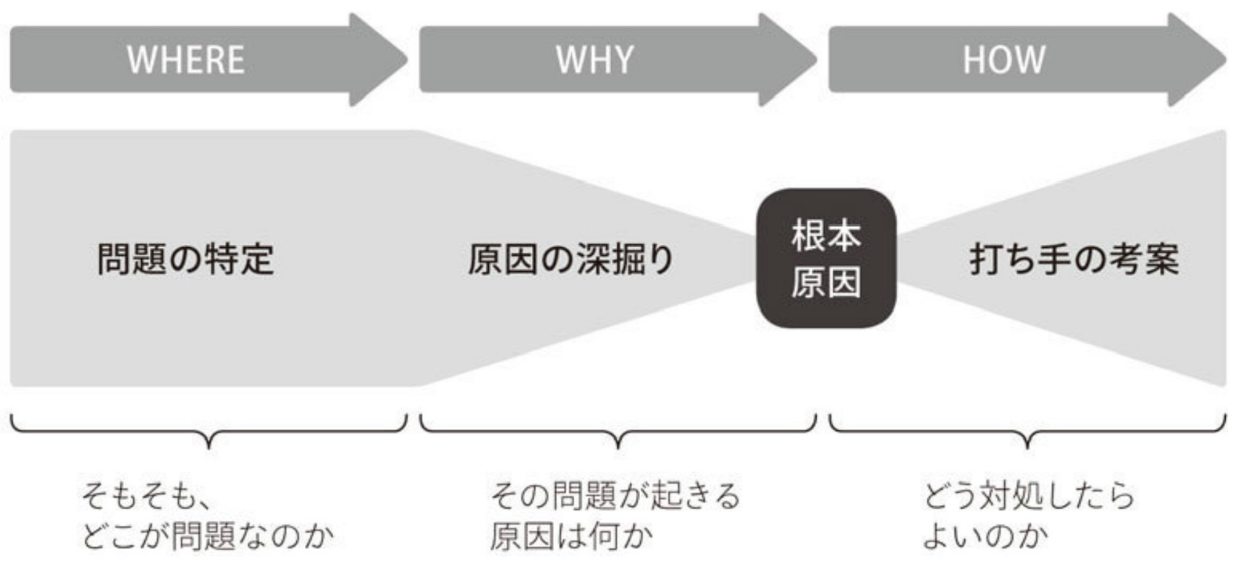 WHERE
WHY
HOW
問題の特定
原因の深掘り
根本
原因
打ち手の考案
そもそも、
どこが問題なのか
その問題が起きる
原因は何か
どう対処したら
よいのか